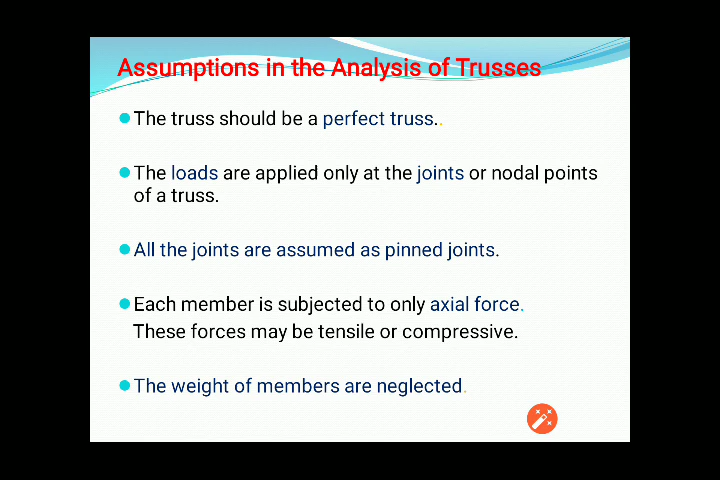 Assumptions in the Analysis of Trusses
The truss should be a perfect truss..
The loads are applied only at the joints or nodal points
of a truss.
All the joints are assumed as pinned joints.
Each member is subjected to only axial force.
These forces may be tensile or compressive.
The weight of members are neglected.